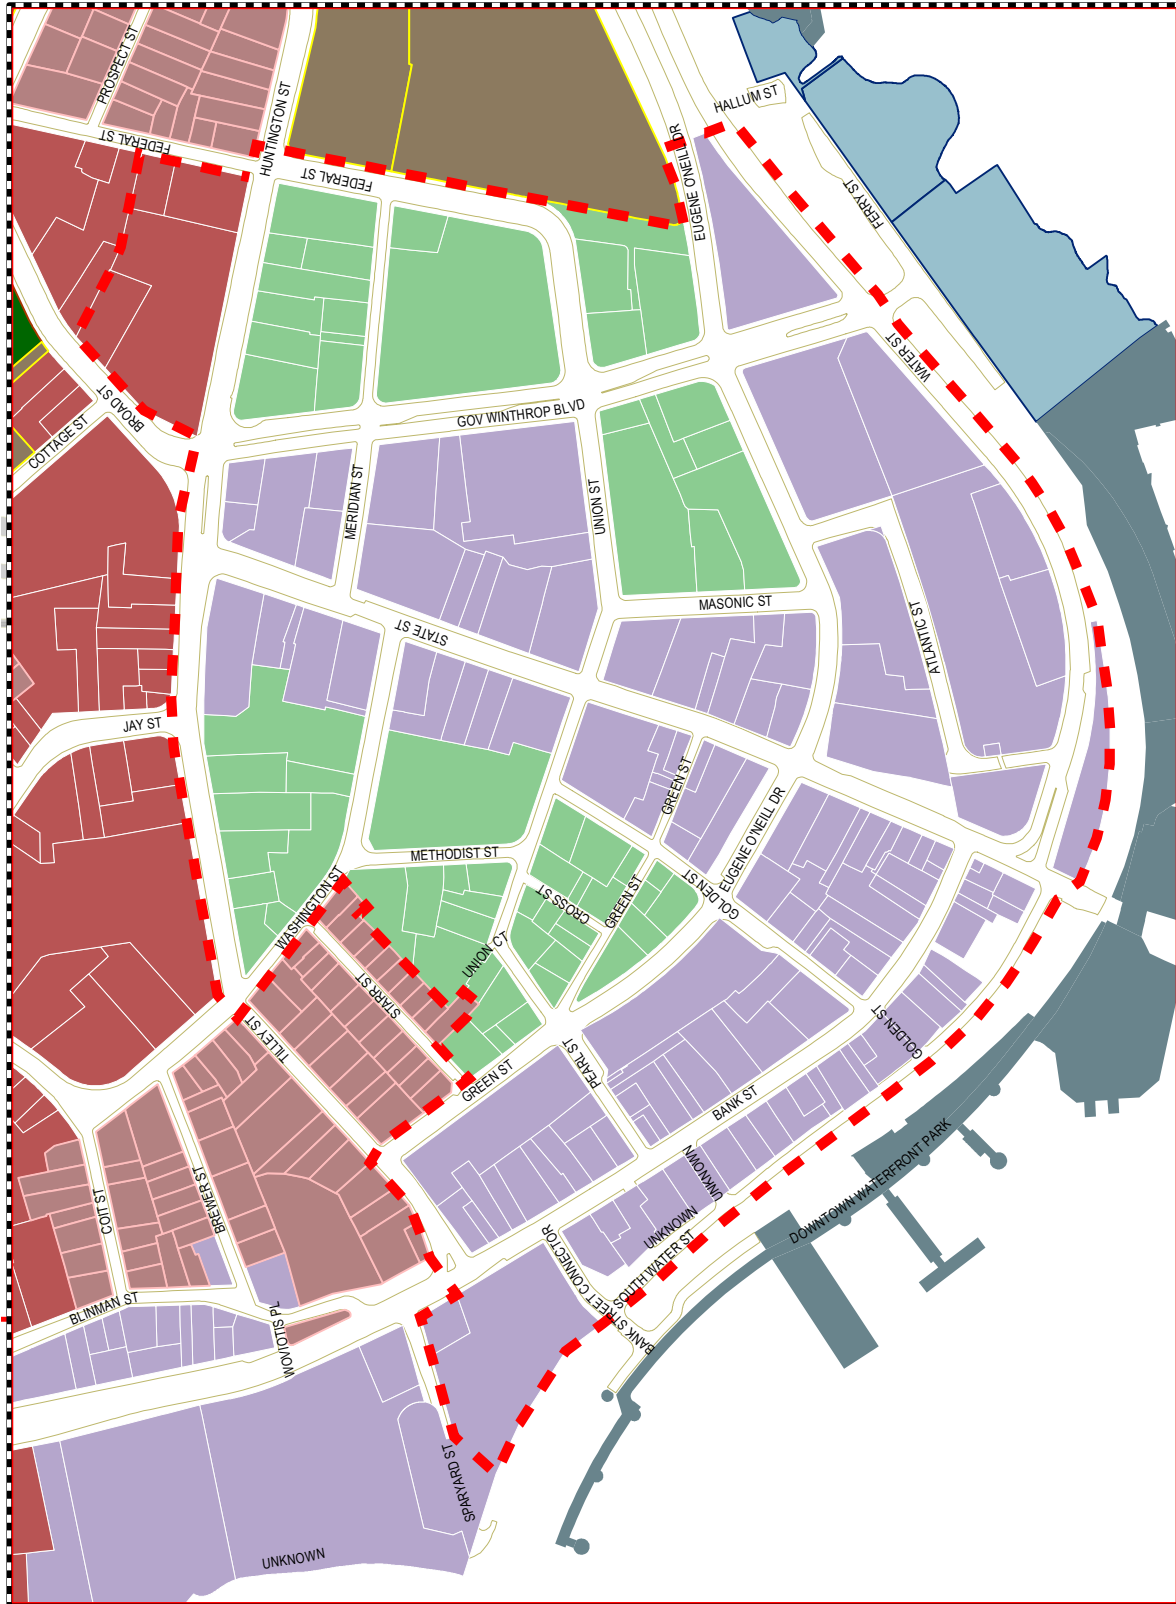 PROSPECT ST
HUNTINGTON ST
HALLUM ST
FEDERAL ST
FEDERAL ST
EUGENE O'NEILL DR
FERRY ST
WATER ST
BROAD ST
COTTAGE ST
GOV WINTHROP BLVD
MERIDIAN ST
UNION ST
MASONIC ST
STATE ST
ATLANTIC ST
JAY ST
GREEN ST
EUGENE O'NEILL DR
METHODIST ST
GOLDEN ST
WASHINGTON ST
CROSS ST
GREEN ST
UNION CT
STARR ST
TILLEY ST
GOLDEN ST
PEARL ST
GREEN ST
BANK ST
DOWNTOWN WATERFRONT PARK
UNKNOWN
COIT ST
BREWER ST
UNKNOWN
SOUTH WATER ST
BANK STREET CONNECTOR
BLINMAN ST
WOVIOTIS PL
SPARYARD ST
UNKNOWN